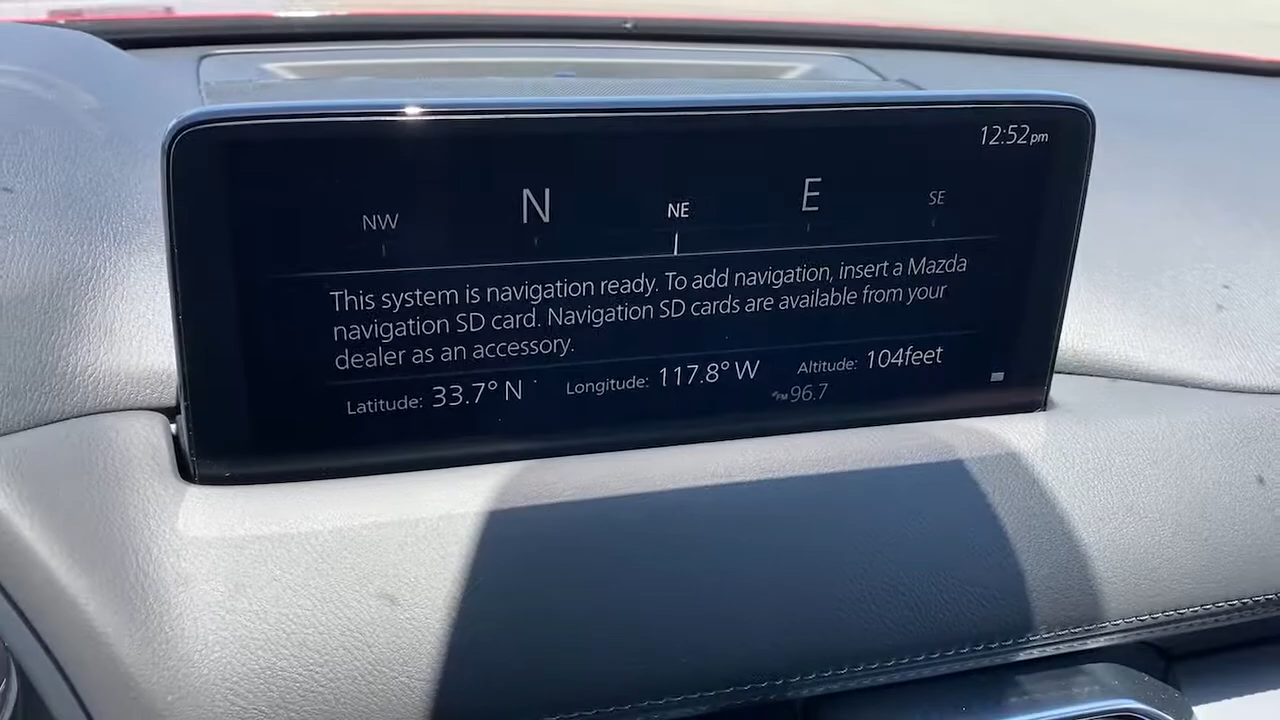 12:52pm
NW N NE E SE
This system is navigation ready. To add navigation, insert a Mazda
navigation SD card. Navigation SD cards are available from your
dealer as an accessory.
Latitude: 33.7° N Longitude: 117.8° W Altitude: 104feet
FM 96.7